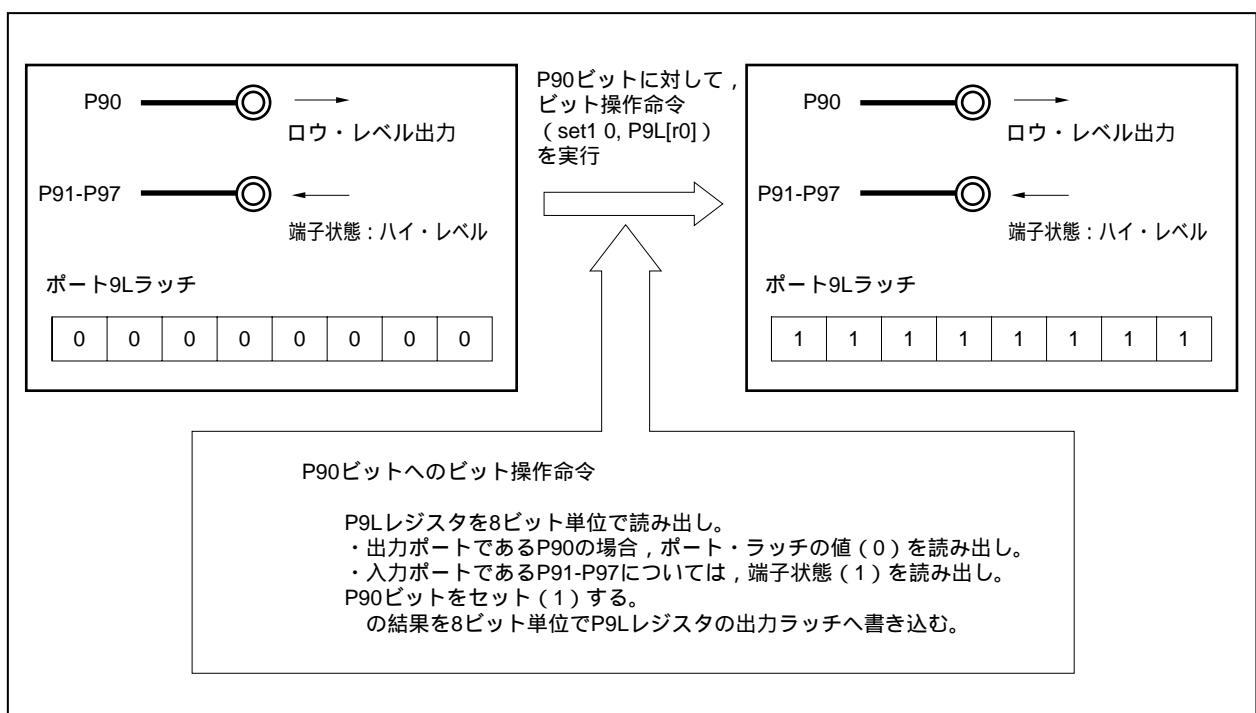 P90
ロウ・レベル出力
P91-P97
端子状態：ハイ・レベル
ポート9Lラッチ
0 0 0 0 0 0 0 0
P90ビットに対して，
ビット操作命令
（set1 0, P9L[r0]）
を実行
P90
ロウ・レベル出力
P91-P97
端子状態：ハイ・レベル
ポート9Lラッチ
1 1 1 1 1 1 1 1
P90ビットへのビット操作命令
P9Lレジスタを8ビット単位で読み出し。
・出力ポートであるP90の場合，ポート・ラッチの値（0）を読み出し。
・入力ポートであるP91-P97については，端子状態（1）を読み出し。
P90ビットをセット（1）する。
の結果を8ビット単位でP9Lレジスタの出力ラッチへ書き込む。